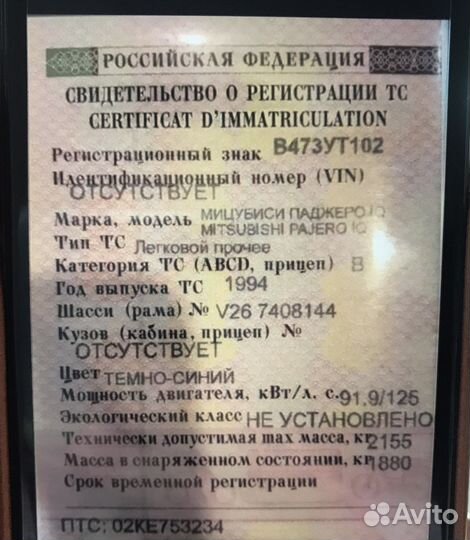 РОССИЙСКАЯ ФЕДЕРАЦИЯ
СВИДЕТЕЛЬСТВО О РЕГИСТРАЦИИ ТС
CERTIFICAT D'IMMATRICULATION
Регистрационный знак В473УТ102
Идентификационный номер (VIN)
ОТСУТСТВУЕТ
Марка, модель МИЦУБИСИ ПАДЖЕРО IQ
MITSUBISHI PAJERO IQ
Тип ТС Легковой прочее
Категория ТС (ABCD, прицеп) B
Год выпуска ТС 1994
Шасси (рама) № V26 7408144
Кузов (кабина, прицеп) №
ОТСУТСТВУЕТ
Цвет ТЕМНО-СИНИЙ
Мощность двигателя, кВт/л. с. 91,9/125
Экологический класс НЕ УСТАНОВЛЕНО
Технически допустимая max масса, кг 2155
Масса в снаряженном состоянии, кг 1880
Срок временной регистрации
ПТС: 02КЕ753234
Avito